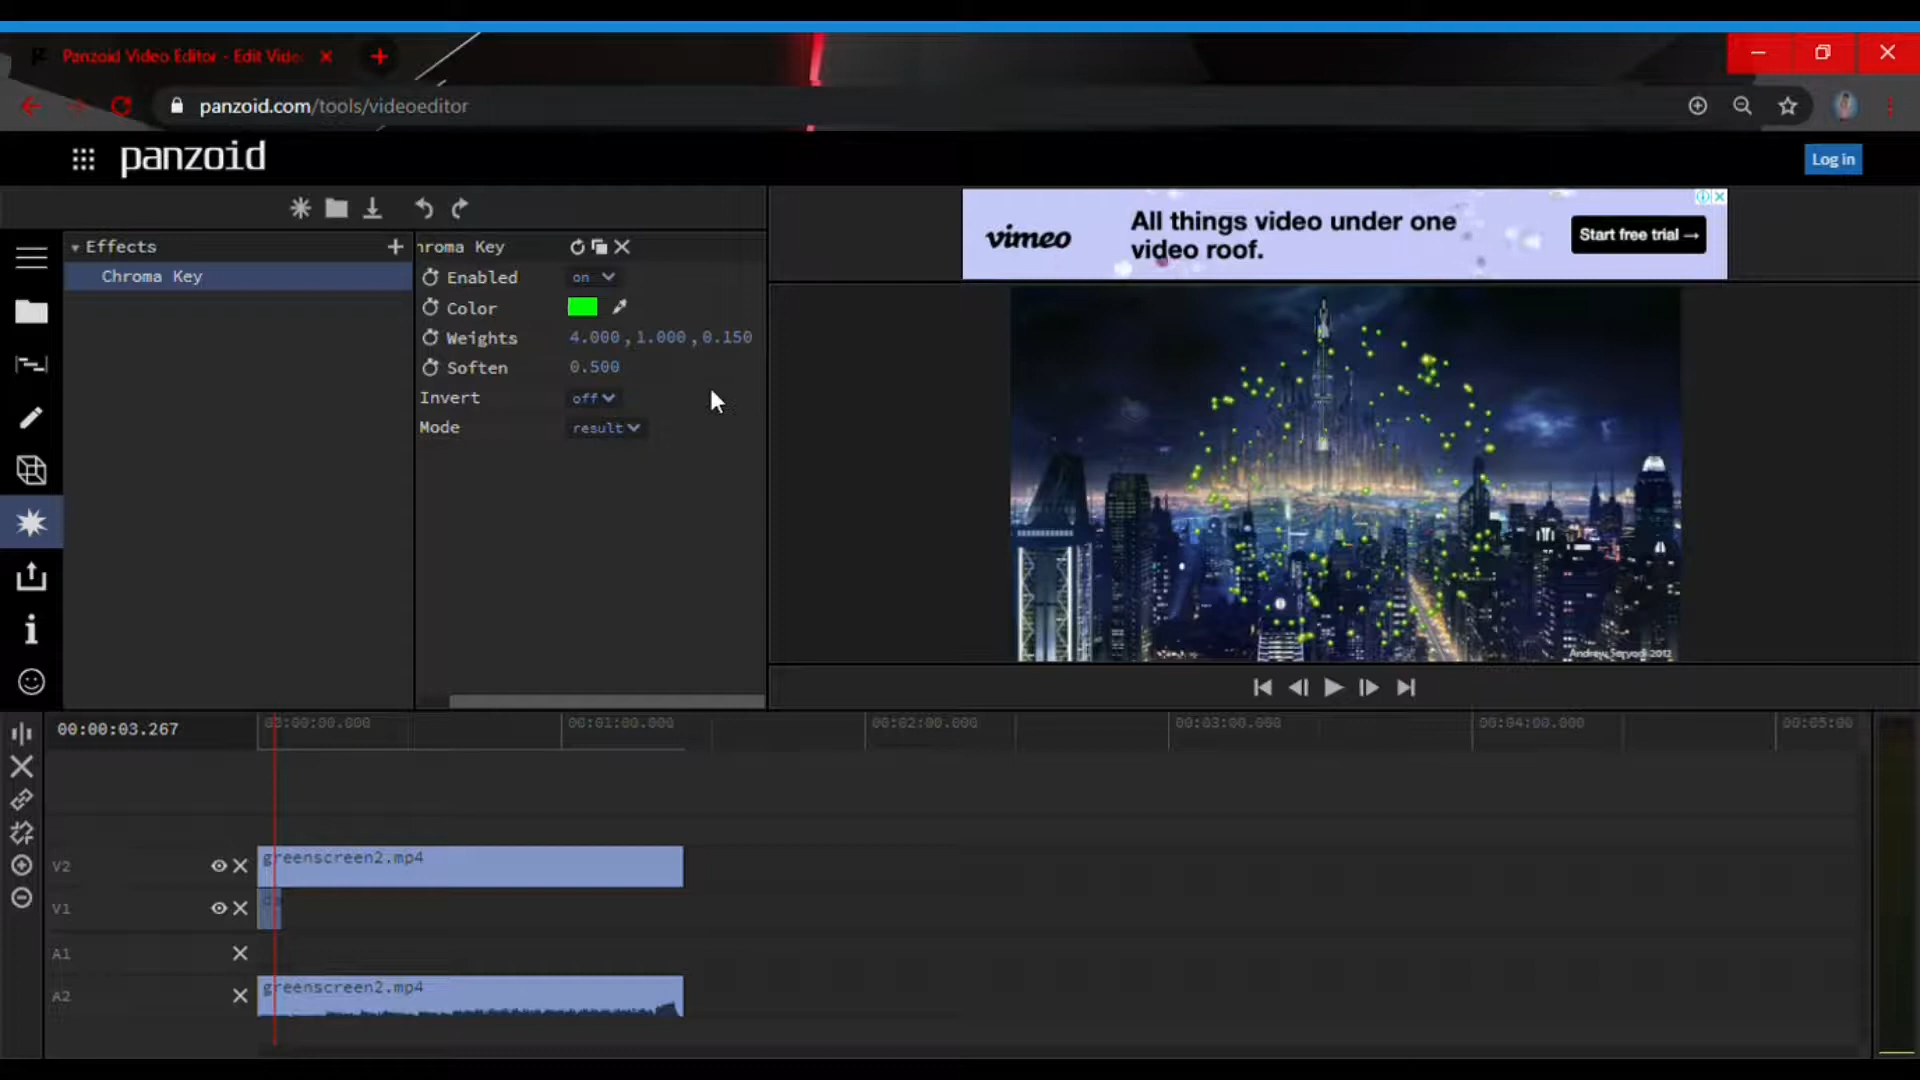 Panzoid Video Editor - Edit Vide
panzoid.com/tools/videoeditor
panzoid
Log in
vimeo
All things video under one
video roof.
Start free trial →
Effects
Chroma Key
hroma Key
Enabled
on
Color
Weights
4.000,1.000,0.150
Soften
0.500
Invert
off
Mode
result
Andrew Seryodi 2012
00:00:03.267
00:00:00.000
00:01:00.000
00:02:00.000
00:03:00.000
00:04:00.000
00:05:00
V2
greenscreen2.mp4
V1
A1
A2
greenscreen2.mp4